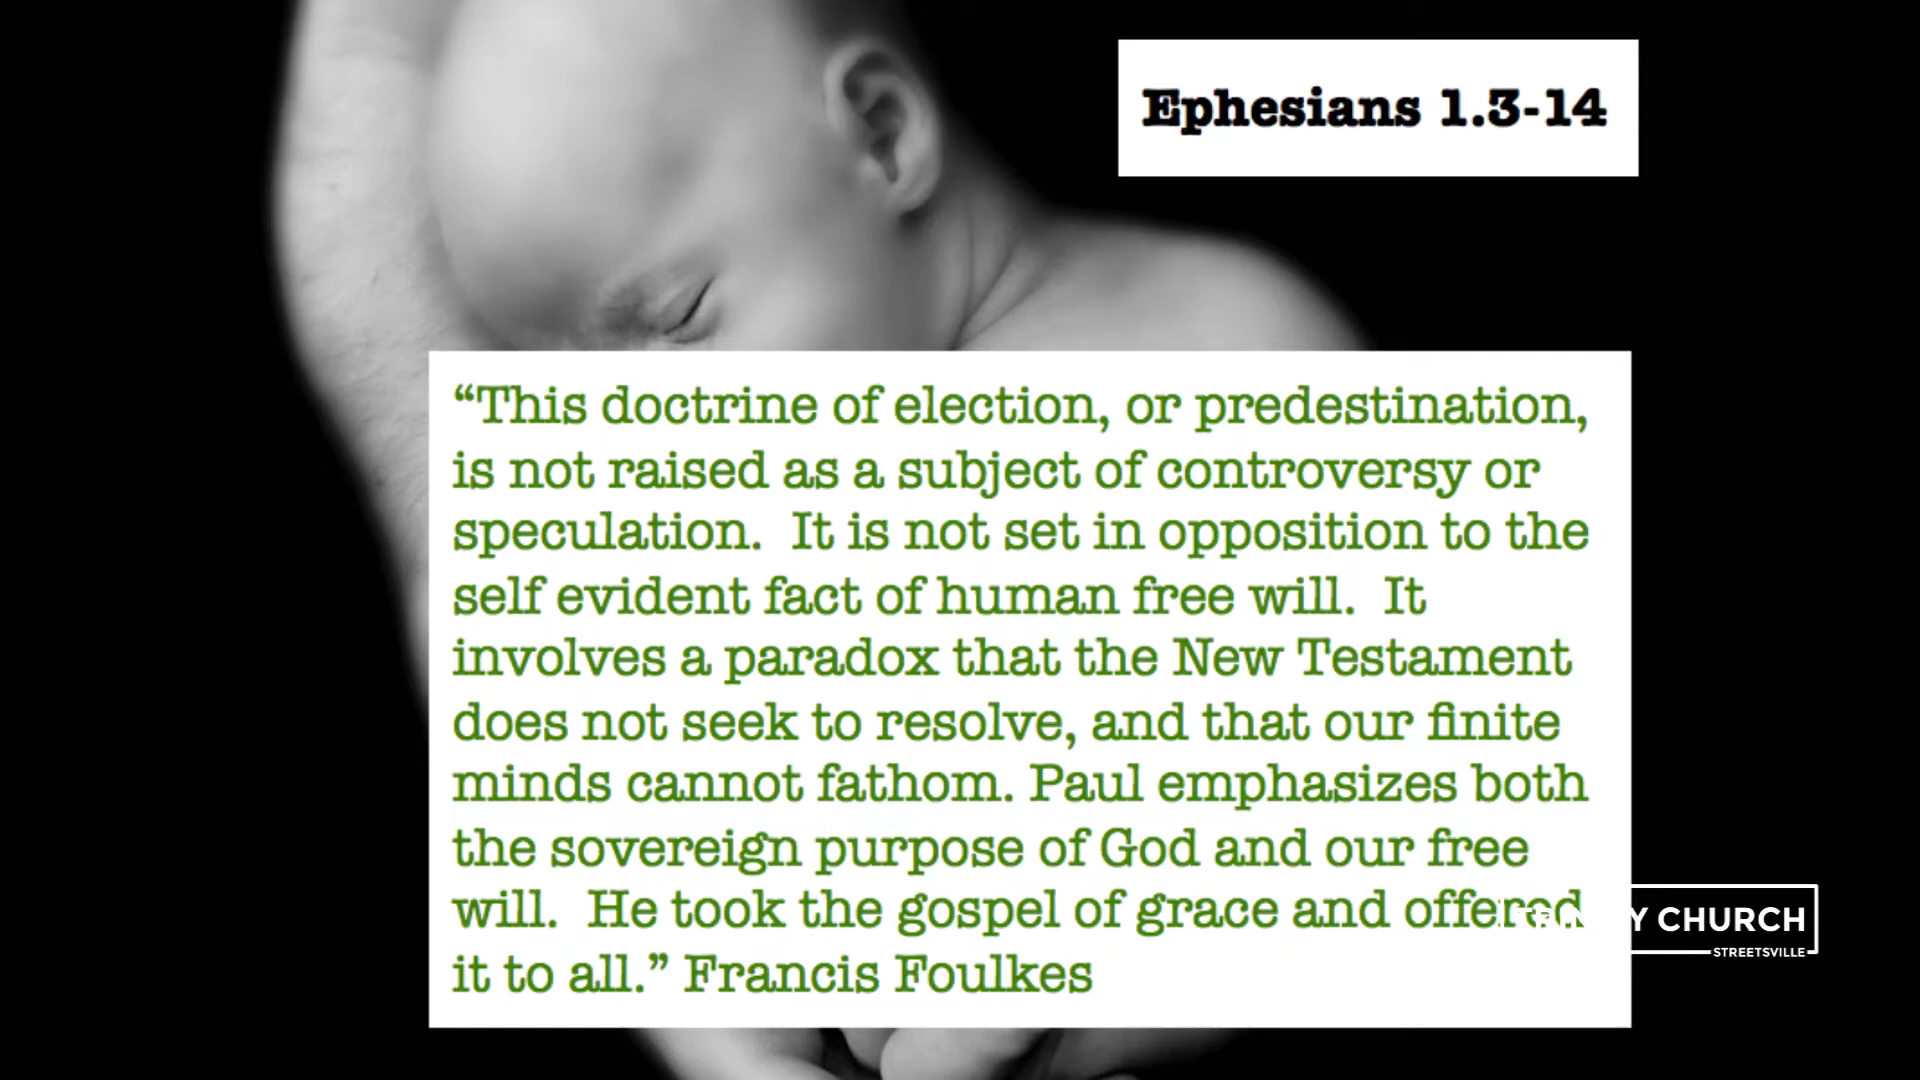 Ephesians 1.3-14
“This doctrine of election, or predestination,
is not raised as a subject of controversy or
speculation.  It is not set in opposition to the
self evident fact of human free will.  It
involves a paradox that the New Testament
does not seek to resolve, and that our finite
minds cannot fathom. Paul emphasizes both
the sovereign purpose of God and our free
will.  He took the gospel of grace and offered
it to all.” Francis Foulkes
CHURCH
STREETSVILLE